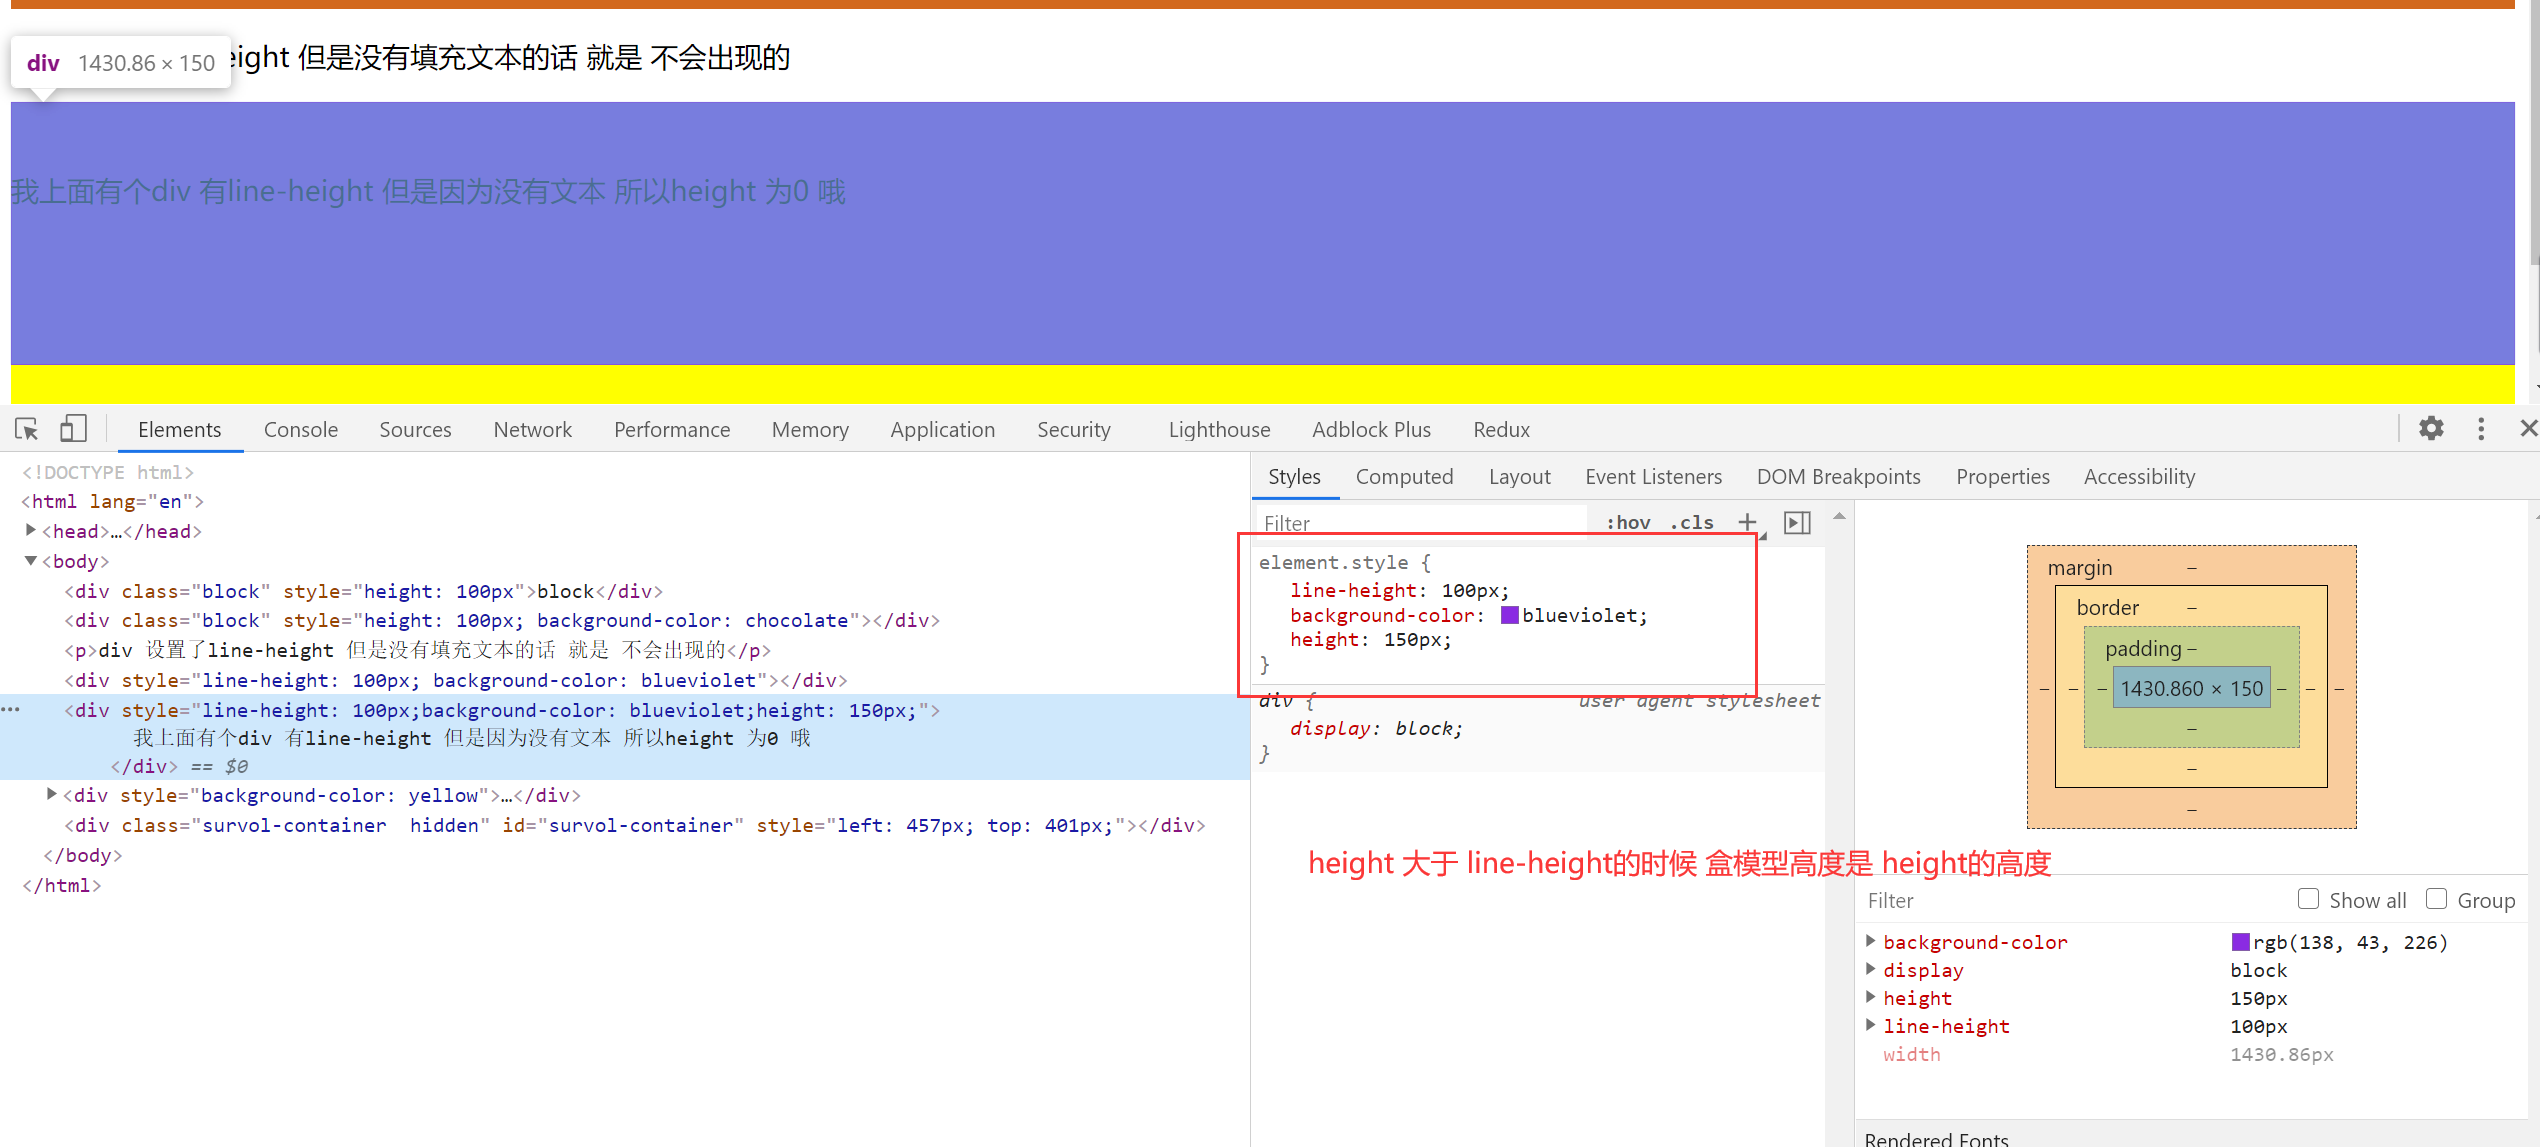 eight 但是没有填充文本的话 就是 不会出现的
div 1430.86 × 150
我上面有个div 有line-height 但是因为没有文本 所以height 为0 哦
Elements Console Sources Network Performance Memory Application Security Lighthouse Adblock Plus Redux
<!DOCTYPE html>
<html lang="en">
<head>…</head>
<body>
<div class="block" style="height: 100px">block</div>
<div class="block" style="height: 100px; background-color: chocolate"></div>
<p>div 设置了line-height 但是没有填充文本的话 就是 不会出现的</p>
<div style="line-height: 100px; background-color: blueviolet"></div>
<div style="line-height: 100px;background-color: blueviolet;height: 150px;">
我上面有个div 有line-height 但是因为没有文本 所以height 为0 哦
</div> == $0
<div style="background-color: yellow">…</div>
<div class="survol-container  hidden" id="survol-container" style="left: 457px; top: 401px;"></div>
</body>
</html>
Styles Computed Layout Event Listeners DOM Breakpoints Properties Accessibility
Filter :hov .cls +
element.style {
line-height: 100px;
background-color: blueviolet;
height: 150px;
}
div { user agent stylesheet
display: block;
}
height 大于 line-height的时候 盒模型高度是 height的高度
margin –
border –
padding –
– – – 1430.860 × 150 – – –
–
–
–
Filter Show all Group
background-color rgb(138, 43, 226)
display block
height 150px
line-height 100px
width 1430.86px
Rendered Fonts